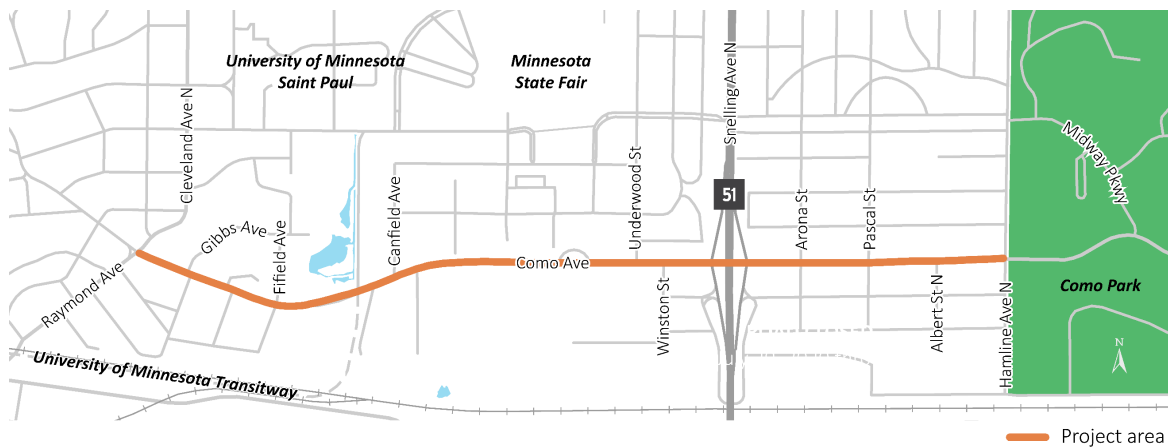 University of Minnesota
Saint Paul
Minnesota
State Fair
Snelling Ave N
Cleveland Ave N
Midway Pkwy
51
Underwood St
Canfield Ave
Arona St
Pascal St
Gibbs Ave
Fifield Ave
Como Ave
Raymond Ave
Winston St
Albert St N
Hamline Ave N
Como Park
N
University of Minnesota Transitway
Project area